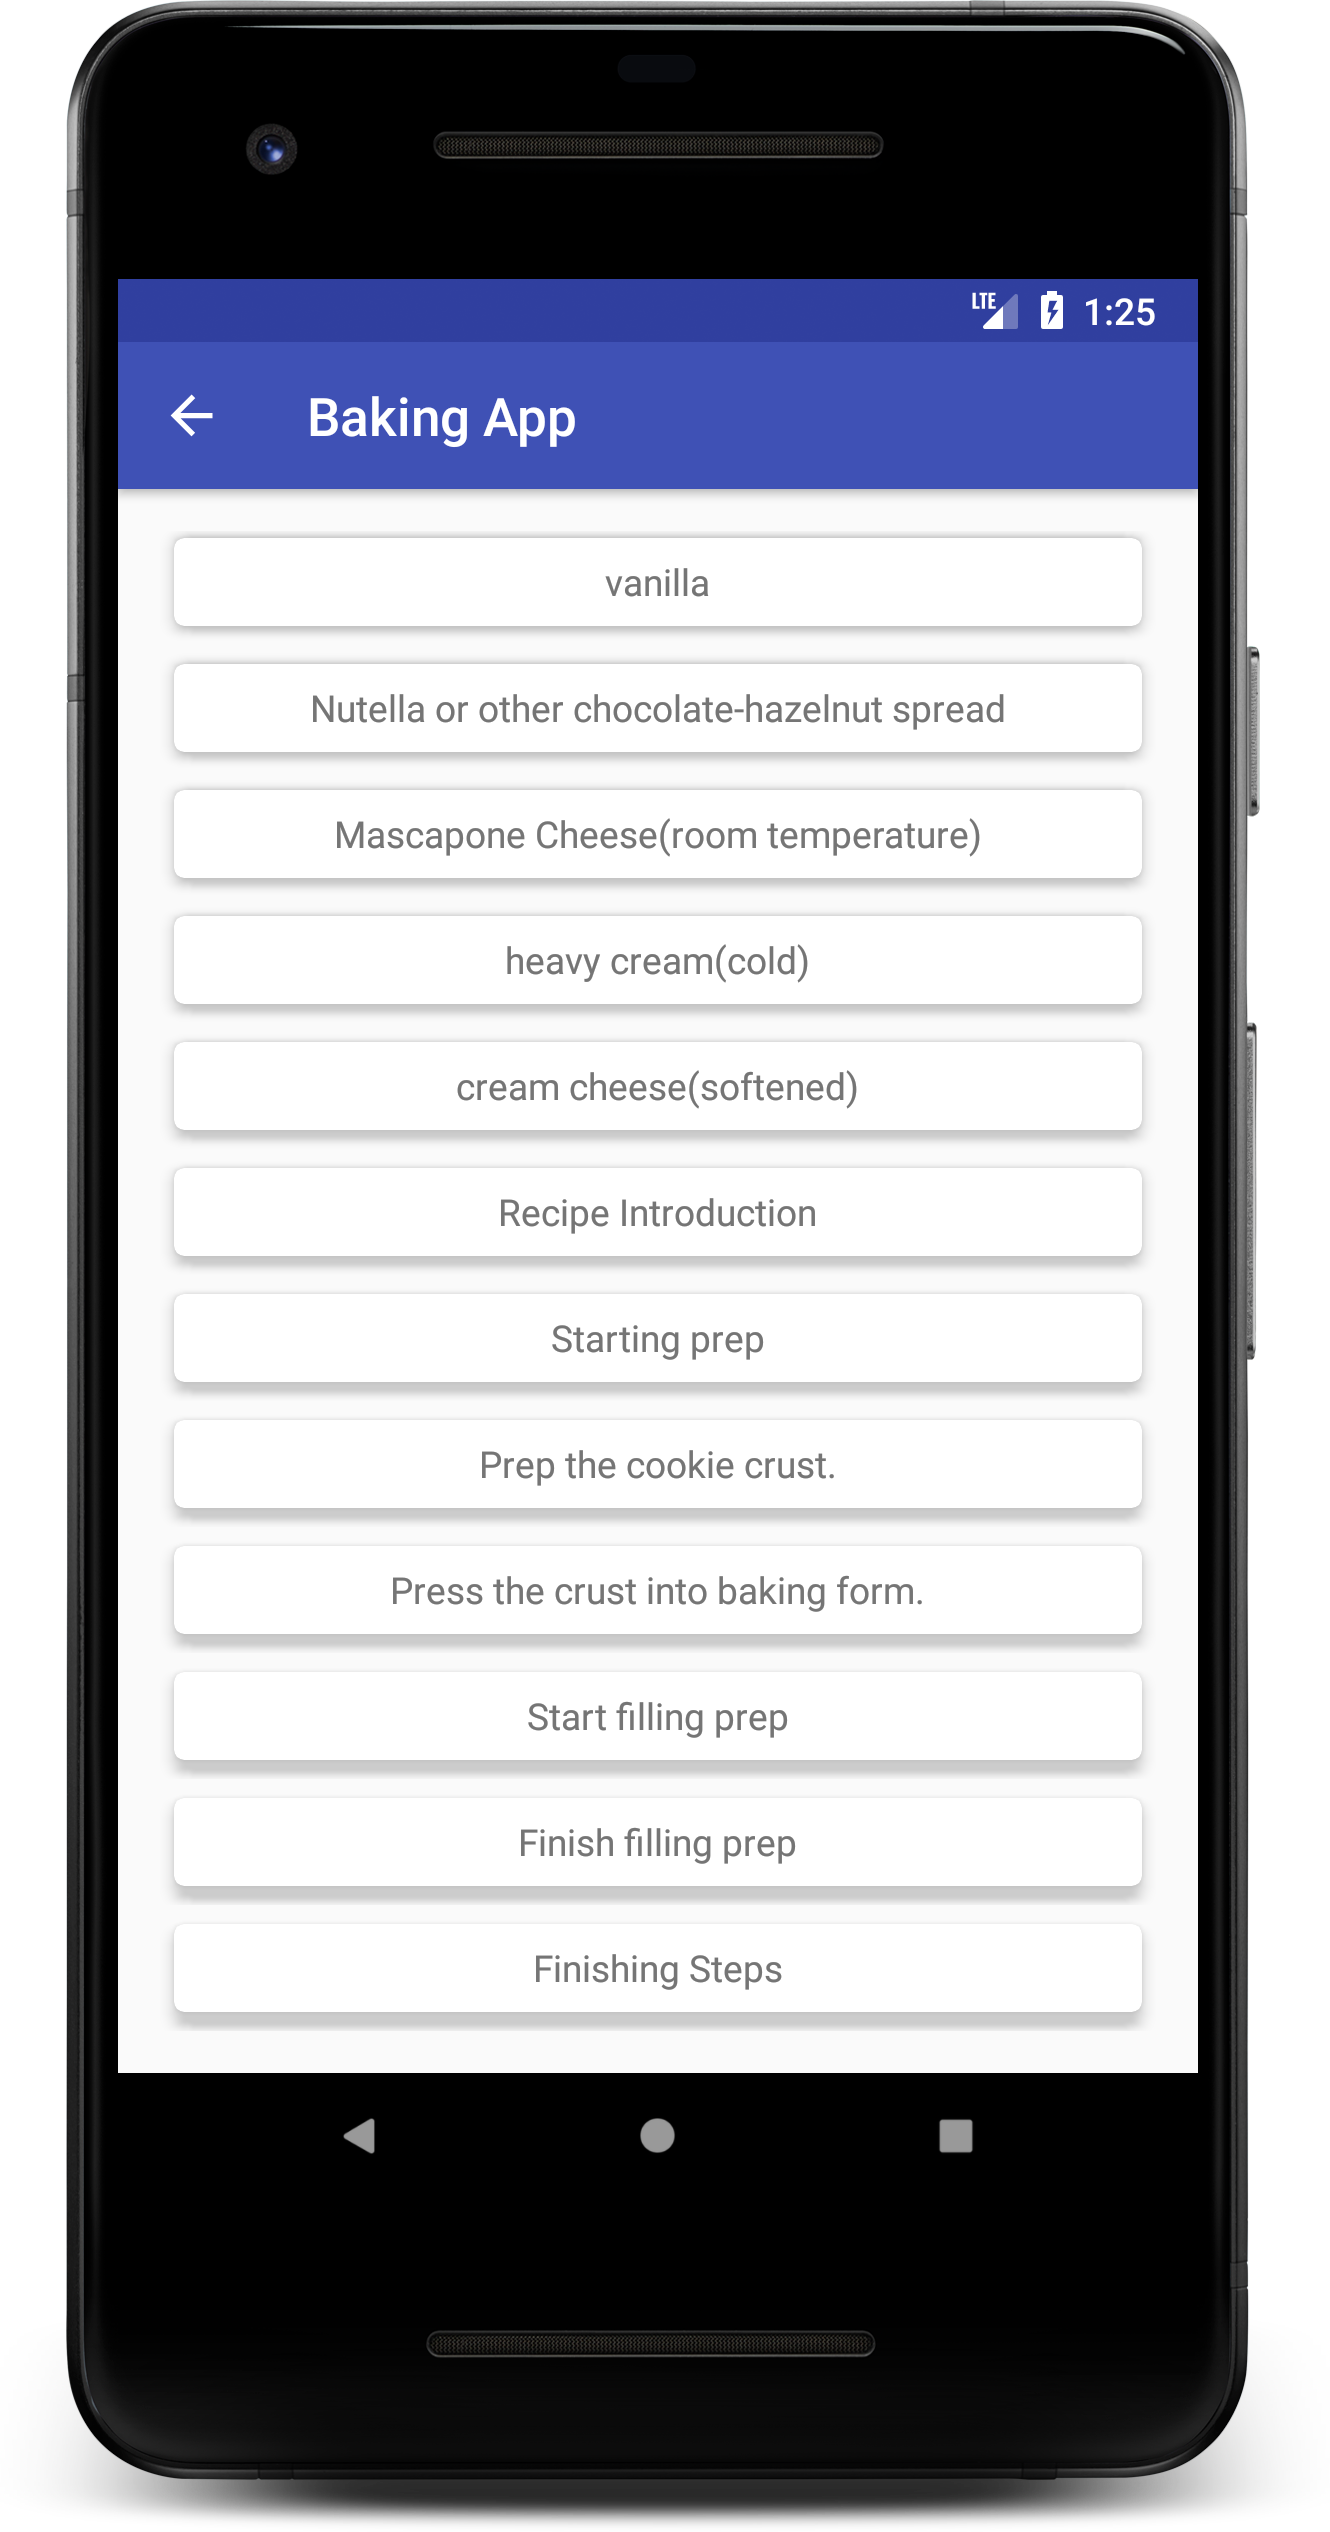 LTE 1:25
Baking App
vanilla
Nutella or other chocolate-hazelnut spread
Mascapone Cheese(room temperature)
heavy cream(cold)
cream cheese(softened)
Recipe Introduction
Starting prep
Prep the cookie crust.
Press the crust into baking form.
Start filling prep
Finish filling prep
Finishing Steps